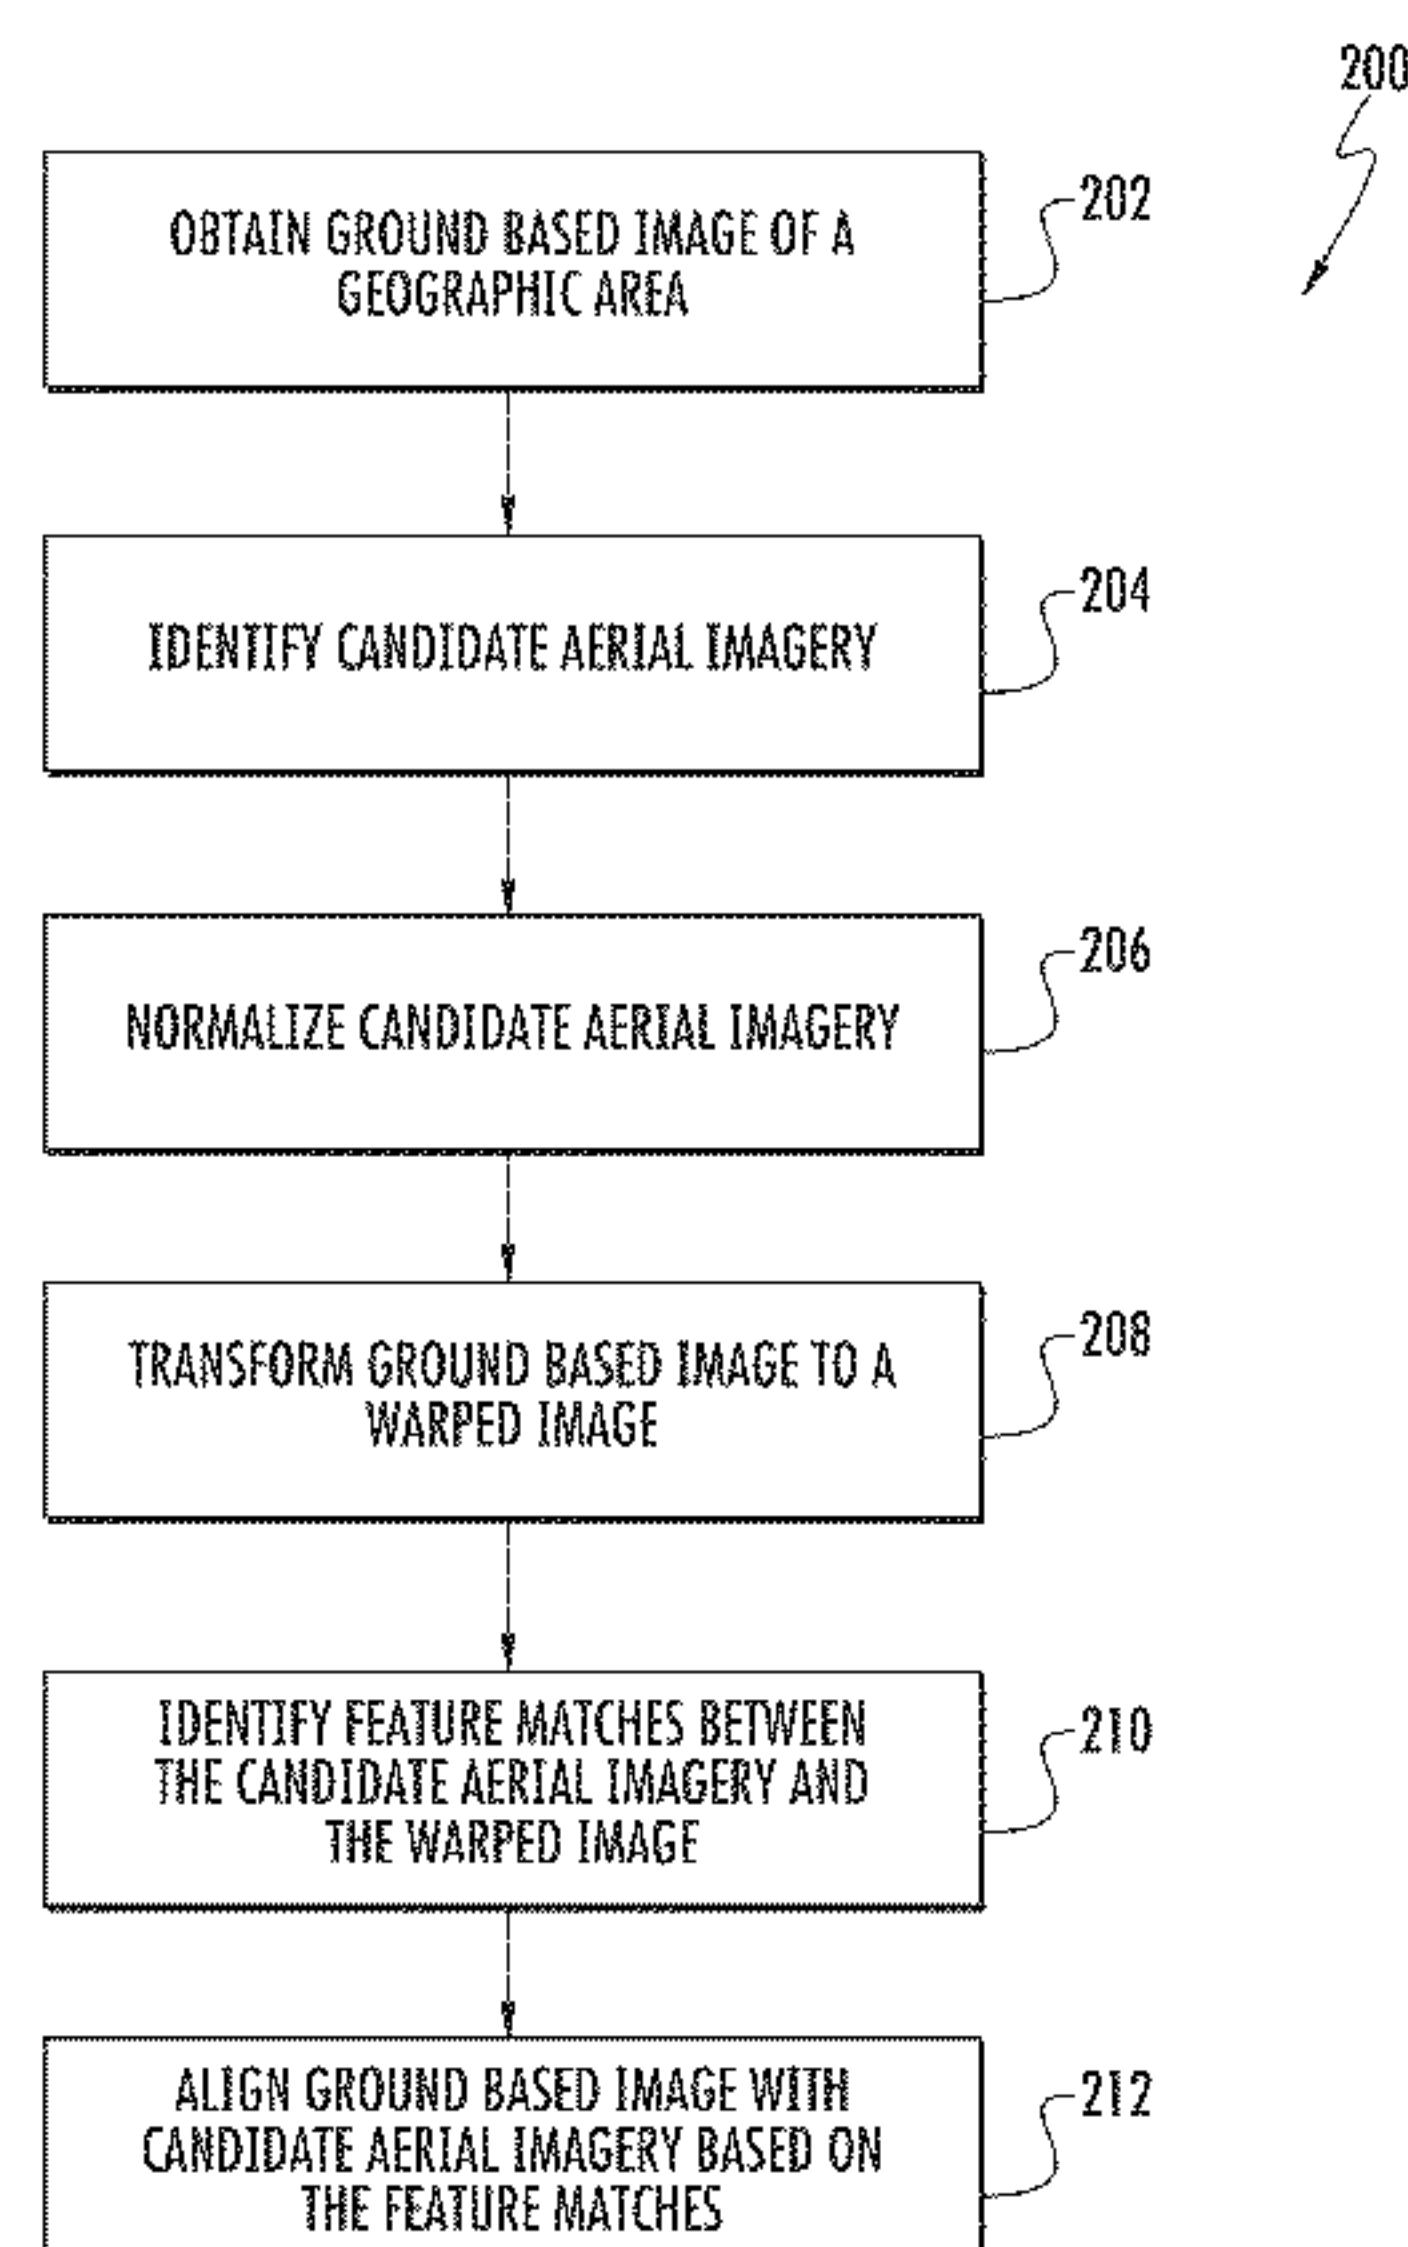 200
OBTAIN GROUND BASED IMAGE OF A
GEOGRAPHIC AREA
202
IDENTIFY CANDIDATE AERIAL IMAGERY
204
NORMALIZE CANDIDATE AERIAL IMAGERY
206
TRANSFORM GROUND BASED IMAGE TO A
WARPED IMAGE
208
IDENTIFY FEATURE MATCHES BETWEEN
THE CANDIDATE AERIAL IMAGERY AND
THE WARPED IMAGE
210
ALIGN GROUND BASED IMAGE WITH
CANDIDATE AERIAL IMAGERY BASED ON
THE FEATURE MATCHES
212